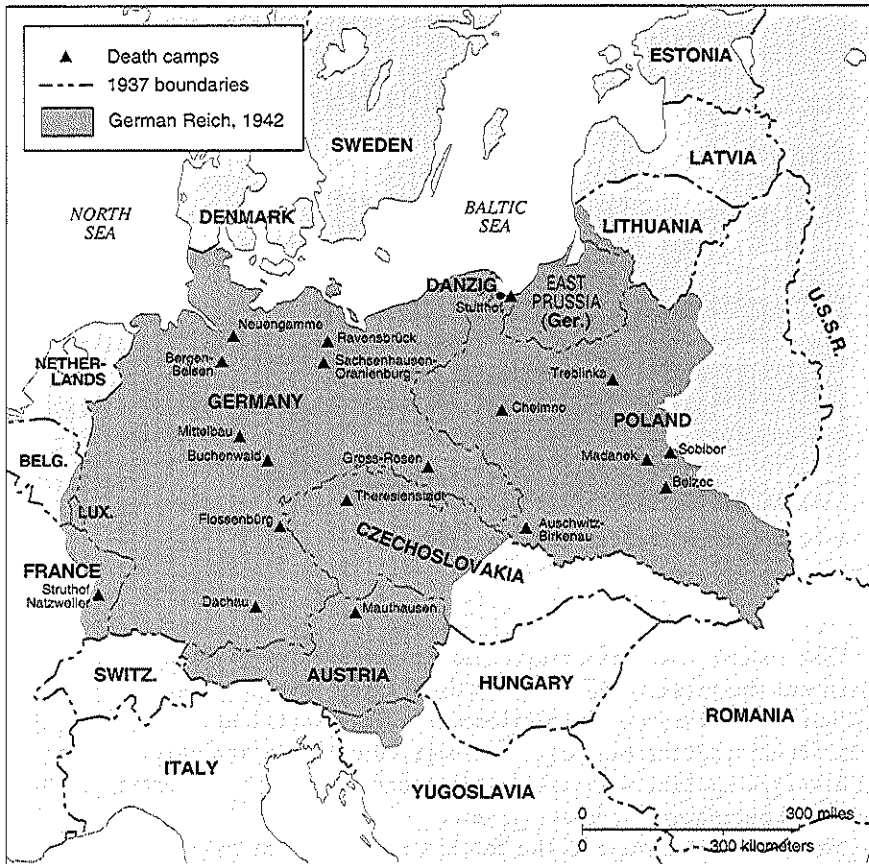 Death camps
1937 boundaries
German Reich, 1942
ESTONIA
SWEDEN
LATVIA
NORTH
SEA
DENMARK
BALTIC
SEA
LITHUANIA
DANZIG
Stutthof
EAST
PRUSSIA
(Ger.)
U.S.S.R.
Neuengamme
Ravensbrück
NETHER-
LANDS
Bergen-
Belsen
Sachsenhausen-
Oranienburg
Treblinka
GERMANY
Chelmno
POLAND
Mittelbau
BELG.
Buchenwald
Gross-Rosen
Madanek
Sobibor
Belzec
LUX.
Theresienstadt
Flossenbürg
Auschwitz-
Birkenau
CZECHOSLOVAKIA
FRANCE
Struthof
Natzweiler
Dachau
Mauthausen
SWITZ.
AUSTRIA
HUNGARY
ROMANIA
ITALY
YUGOSLAVIA
0 300 miles
0 300 kilometers